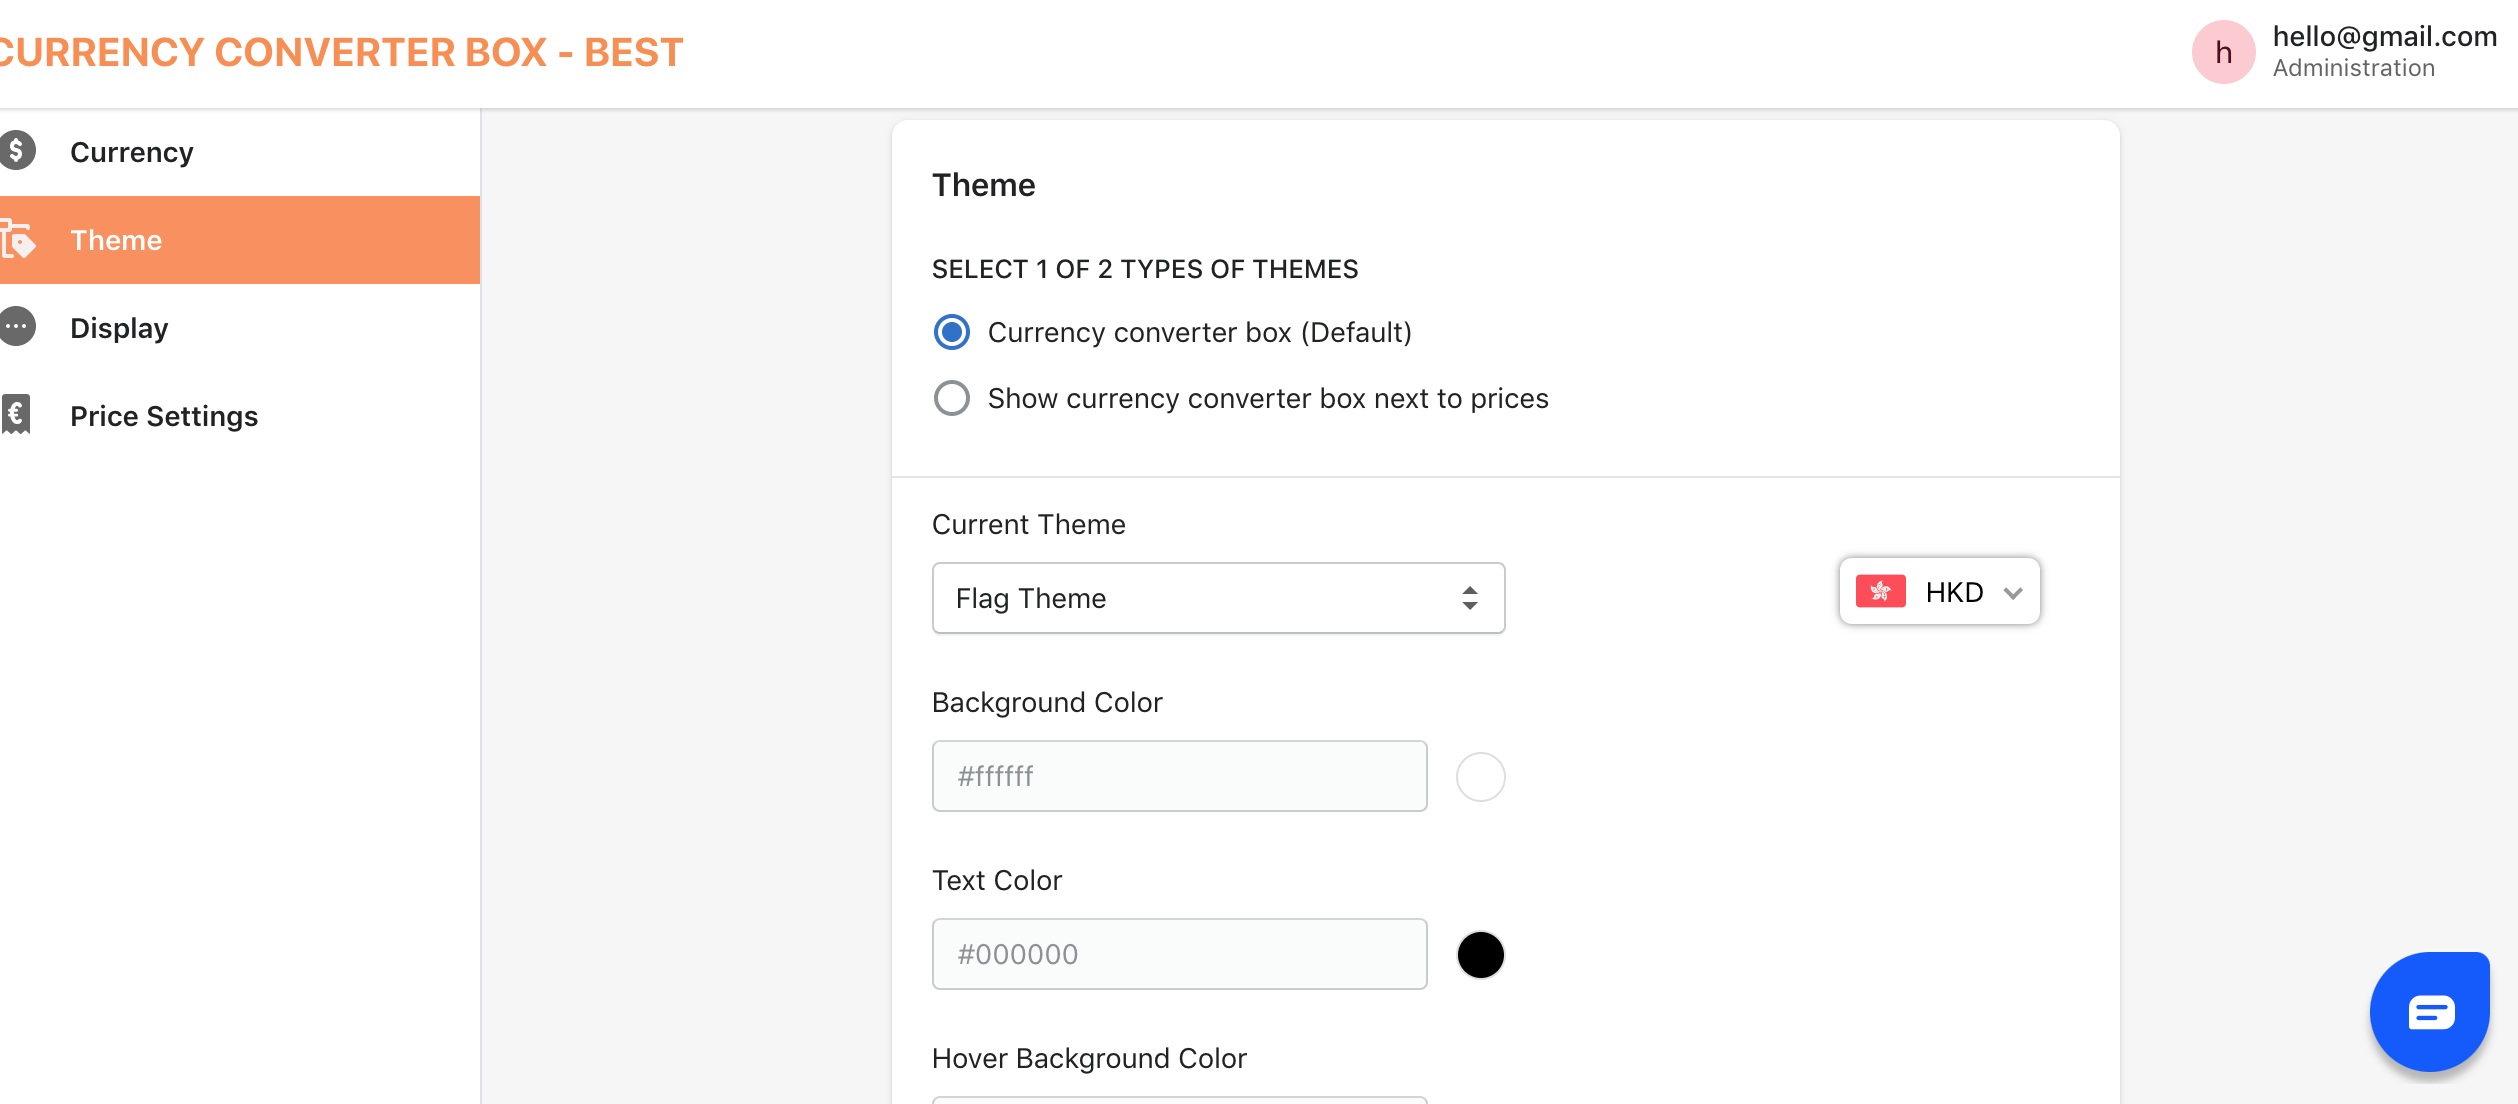 CURRENCY CONVERTER BOX - BEST
h
hello@gmail.com
Administration
Currency
Theme
Display
Price Settings
Theme
SELECT 1 OF 2 TYPES OF THEMES
Currency converter box (Default)
Show currency converter box next to prices
Current Theme
Flag Theme
HKD
Background Color
#ffffff
Text Color
#000000
Hover Background Color